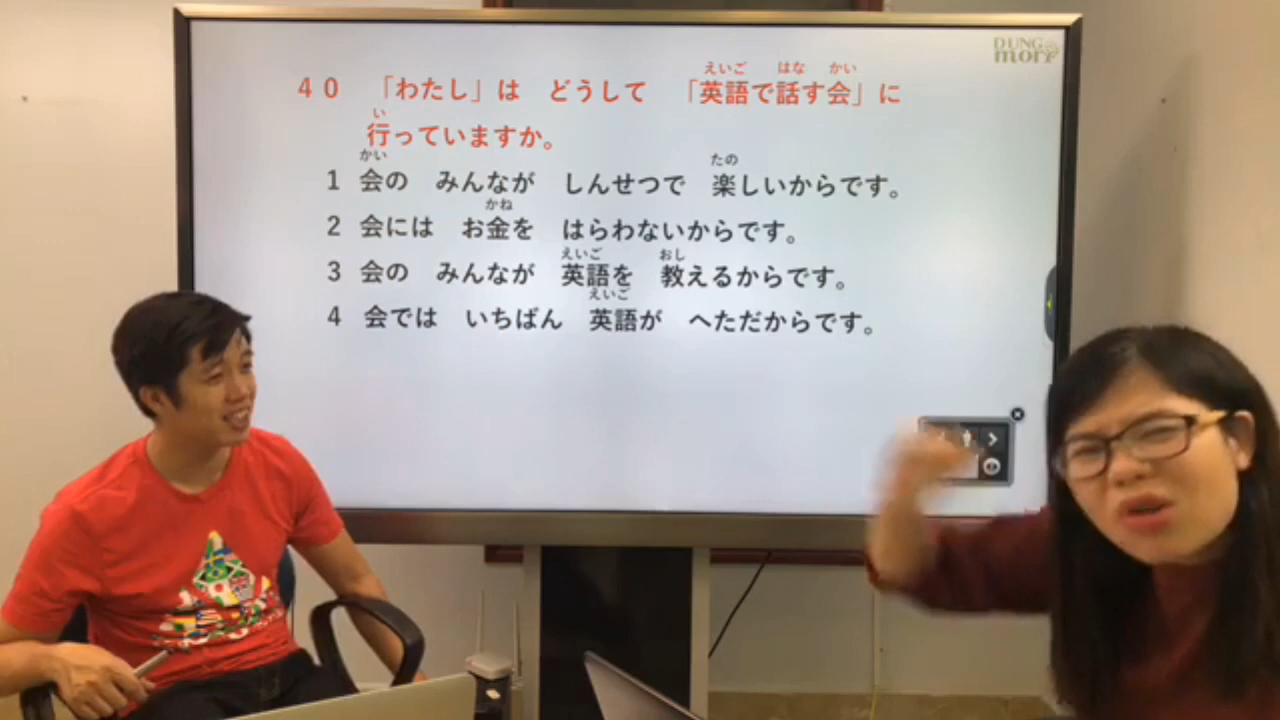 DUNG
mori
えいご はな かい
４０ 「わたし」は どうして 「英語で話す会」に
い
行っていますか。
かい たの
1 会の みんなが しんせつで 楽しいからです。
かね
2 会には お金を はらわないからです。
えいご おし
3 会の みんなが 英語を 教えるからです。
えいご
4 会では いちばん 英語が へただからです。